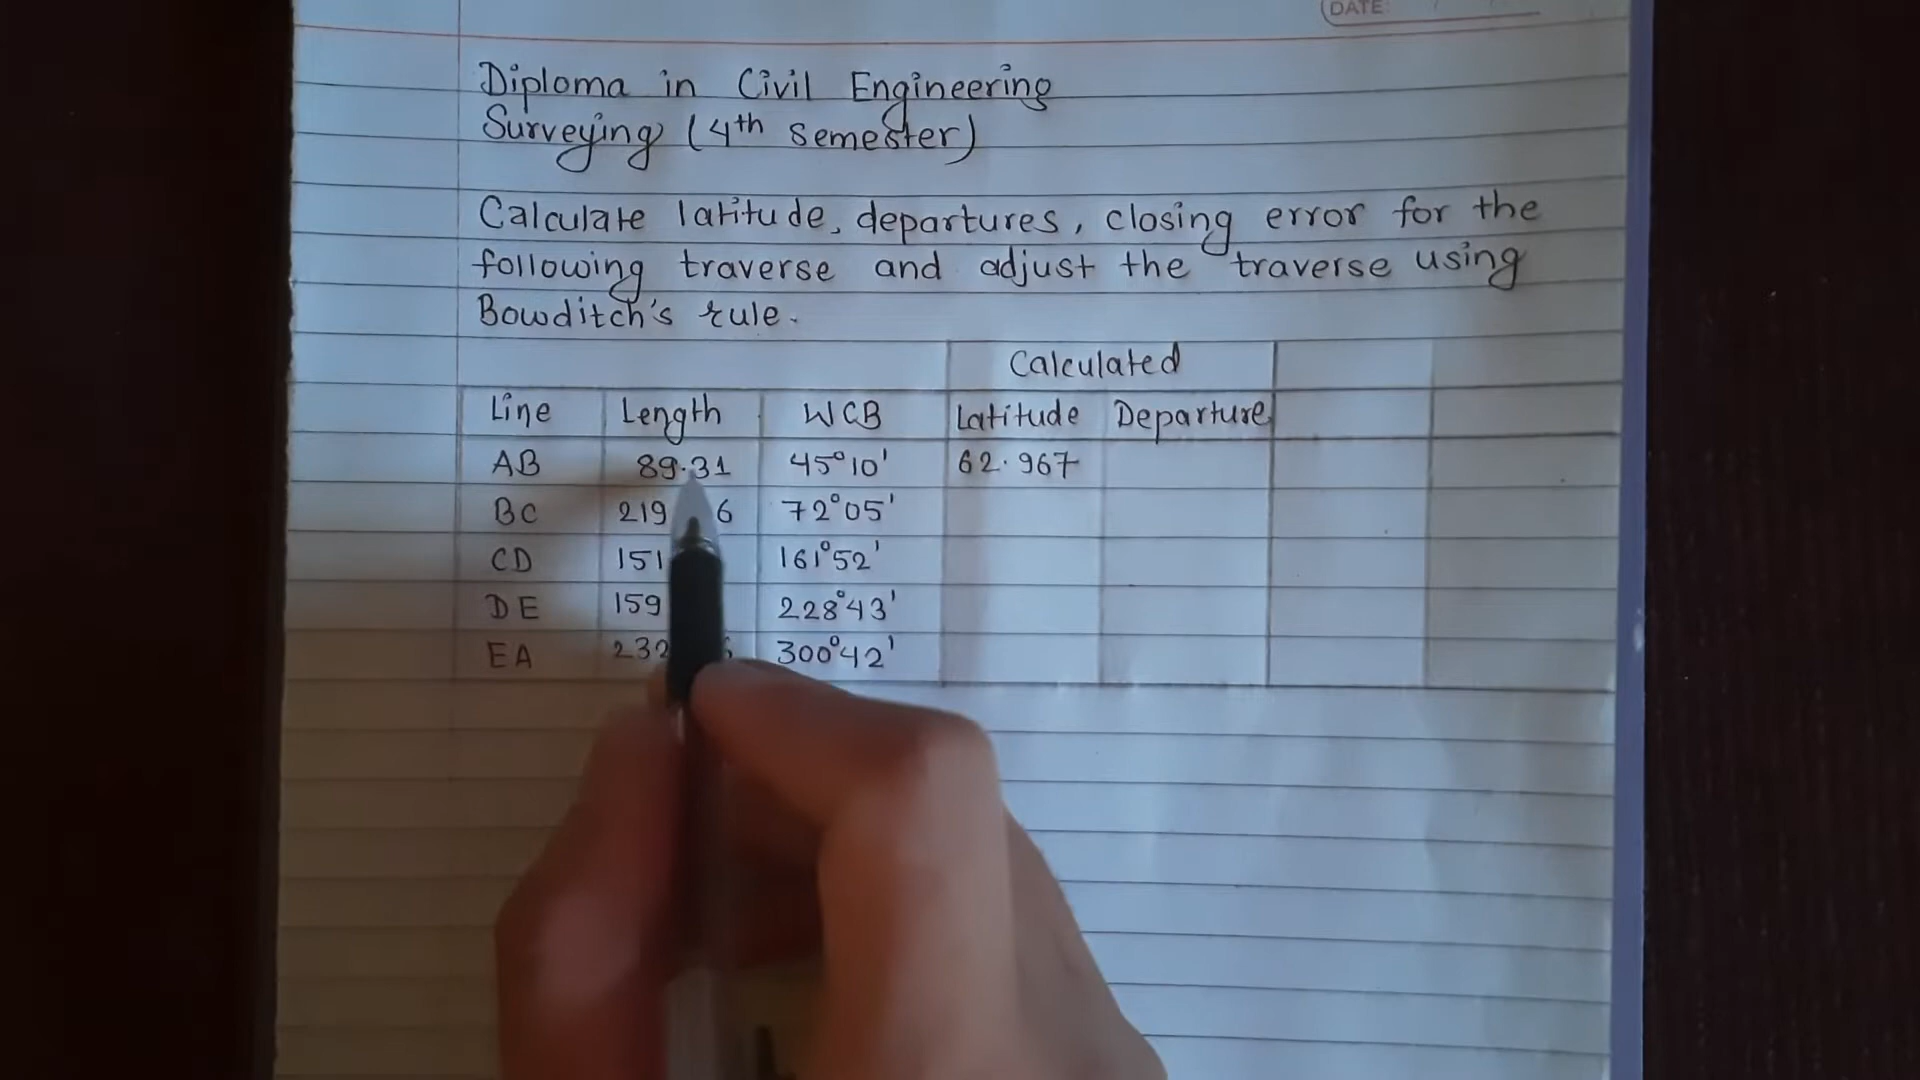 DATE:
Diploma in Civil Engineering
Surveying (4th semester)
Calculate latitude, departures, closing error for the
following traverse and adjust the traverse using
Bowditch's rule.
Calculated
Line Length WCB Latitude Departure
AB 89.31 45°10' 62.967
BC 219 6 72°05'
CD 151 161°52'
DE 159 228°43'
EA 232 300°42'